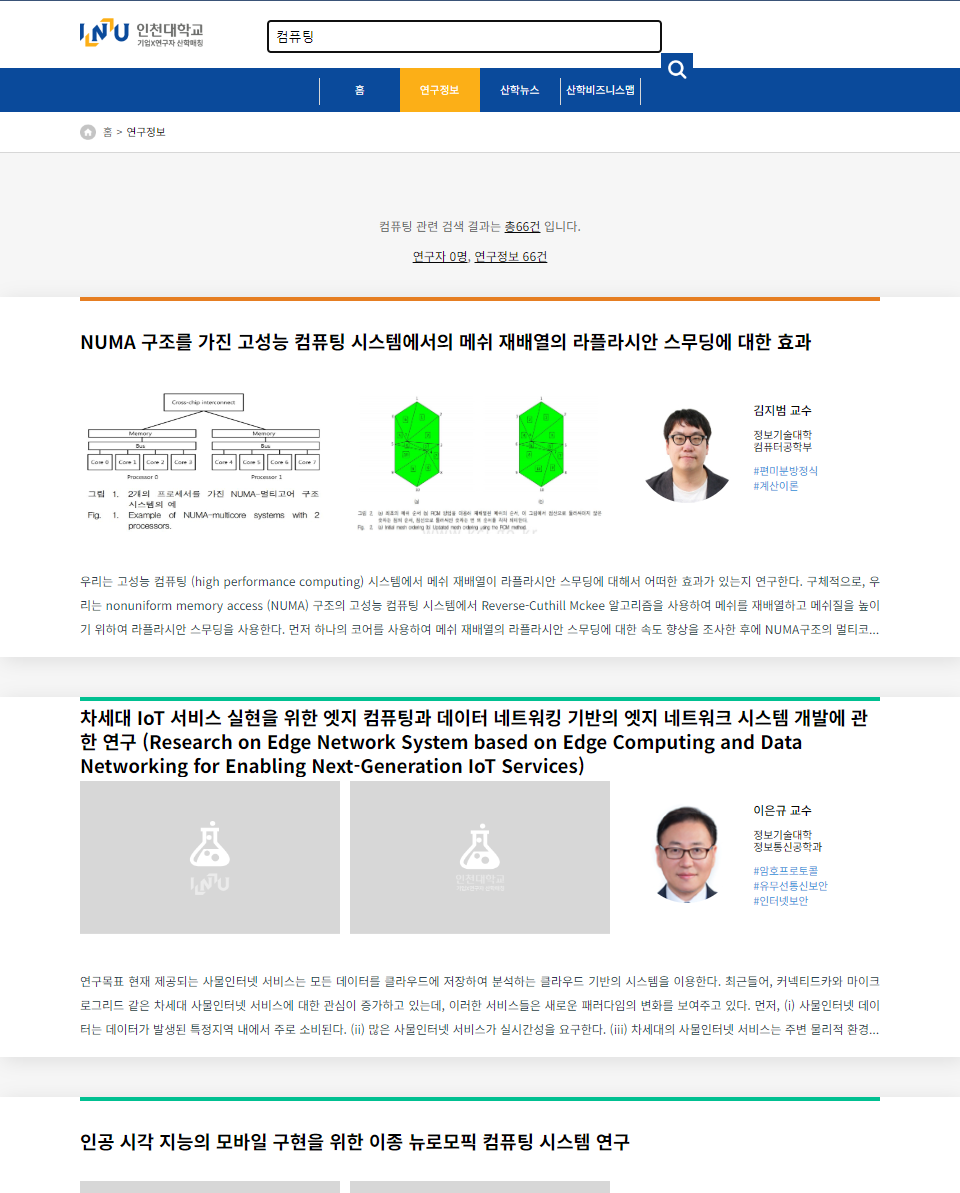 INU 인천대학교
기업X연구자 산학매칭
컴퓨팅
홈 연구정보 산학뉴스 산학비즈니스맵
홈 > 연구정보
컴퓨팅 관련 검색 결과는 총66건 입니다.
연구자 0명, 연구정보 66건
NUMA 구조를 가진 고성능 컴퓨팅 시스템에서의 메쉬 재배열의 라플라시안 스무딩에 대한 효과
Cross-chip interconnect
Memory Memory
Bus Bus
Core 0 Core 1 Core 2 Core 3 Core 4 Core 5 Core 6 Core 7
Processor 0 Processor 1
그림 1. 2개의 프로세서를 가진 NUMA-멀티고어 구조
시스템의 예
Fig. 1. Example of NUMA-multicore systems with 2
processors.
(a) (b)
Fig. 2. (a) Initial mesh ordering (b) Updated mesh ordering using the RCM method.
김지범 교수
정보기술대학
컴퓨터공학부
#편미분방정식
#계산이론
우리는 고성능 컴퓨팅 (high performance computing) 시스템에서 메쉬 재배열이 라플라시안 스무딩에 대해서 어떠한 효과가 있는지 연구한다. 구체적으로, 우
리는 nonuniform memory access (NUMA) 구조의 고성능 컴퓨팅 시스템에서 Reverse-Cuthill Mckee 알고리즘을 사용하여 메쉬를 재배열하고 메쉬질을 높이
기 위하여 라플라시안 스무딩을 사용한다. 먼저 하나의 코어를 사용하여 메쉬 재배열의 라플라시안 스무딩에 대한 속도 향상을 조사한 후에 NUMA구조의 멀티코...
차세대 IoT 서비스 실현을 위한 엣지 컴퓨팅과 데이터 네트워킹 기반의 엣지 네트워크 시스템 개발에 관
한 연구 (Research on Edge Network System based on Edge Computing and Data
Networking for Enabling Next-Generation IoT Services)
INU
인천대학교
기업X연구자 산학매칭
이은규 교수
정보기술대학
정보통신공학과
#암호프로토콜
#유무선통신보안
#인터넷보안
연구목표 현재 제공되는 사물인터넷 서비스는 모든 데이터를 클라우드에 저장하여 분석하는 클라우드 기반의 시스템을 이용한다. 최근들어, 커넥티드카와 마이크
로그리드 같은 차세대 사물인터넷 서비스에 대한 관심이 증가하고 있는데, 이러한 서비스들은 새로운 패러다임의 변화를 보여주고 있다. 먼저, (i) 사물인터넷 데이
터는 데이터가 발생된 특정지역 내에서 주로 소비된다. (ii) 많은 사물인터넷 서비스가 실시간성을 요구한다. (iii) 차세대의 사물인터넷 서비스는 주변 물리적 환경...
인공 시각 지능의 모바일 구현을 위한 이종 뉴로모픽 컴퓨팅 시스템 연구